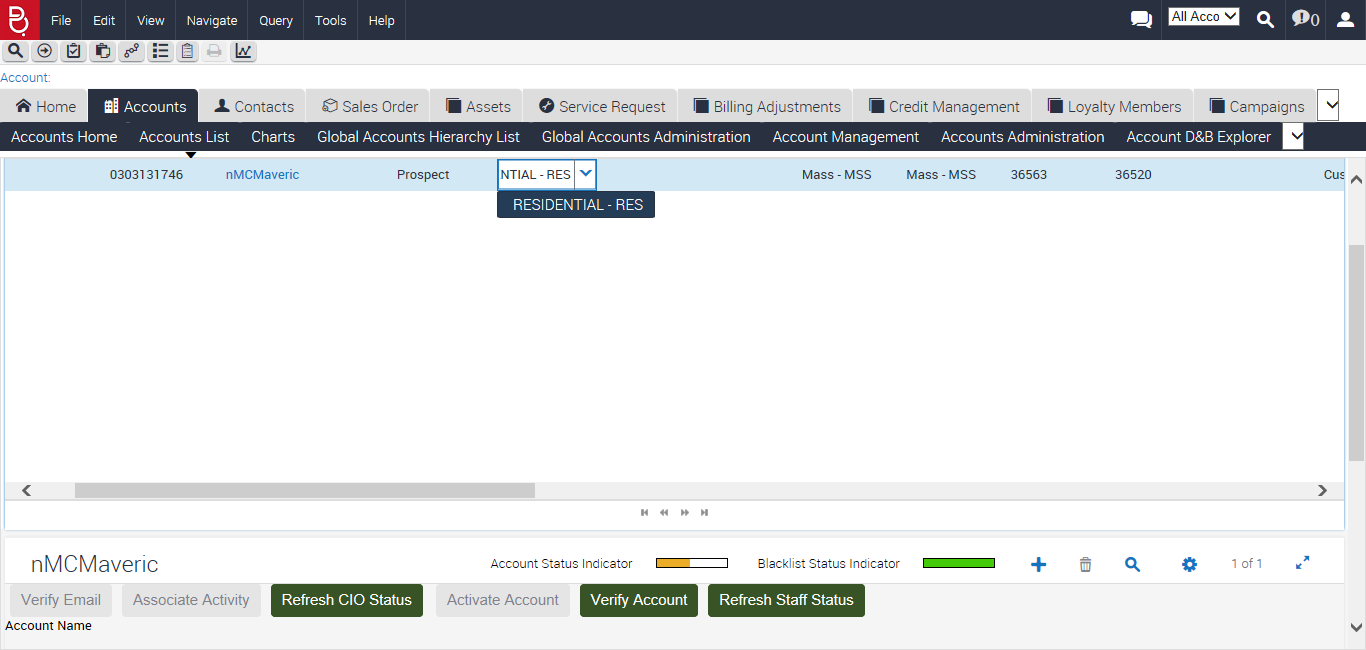 File Edit View Navigate Query Tools Help All Acco 0
Account:
Home Accounts Contacts Sales Order Assets Service Request Billing Adjustments Credit Management Loyalty Members Campaigns
Accounts Home Accounts List Charts Global Accounts Hierarchy List Global Accounts Administration Account Management Accounts Administration Account D&B Explorer
0303131746 nMCMaveric Prospect NTIAL - RES Mass - MSS Mass - MSS 36563 36520 Cus
RESIDENTIAL - RES
nMCMaveric Account Status Indicator Blacklist Status Indicator 1 of 1
Verify Email Associate Activity Refresh CIO Status Activate Account Verify Account Refresh Staff Status
Account Name